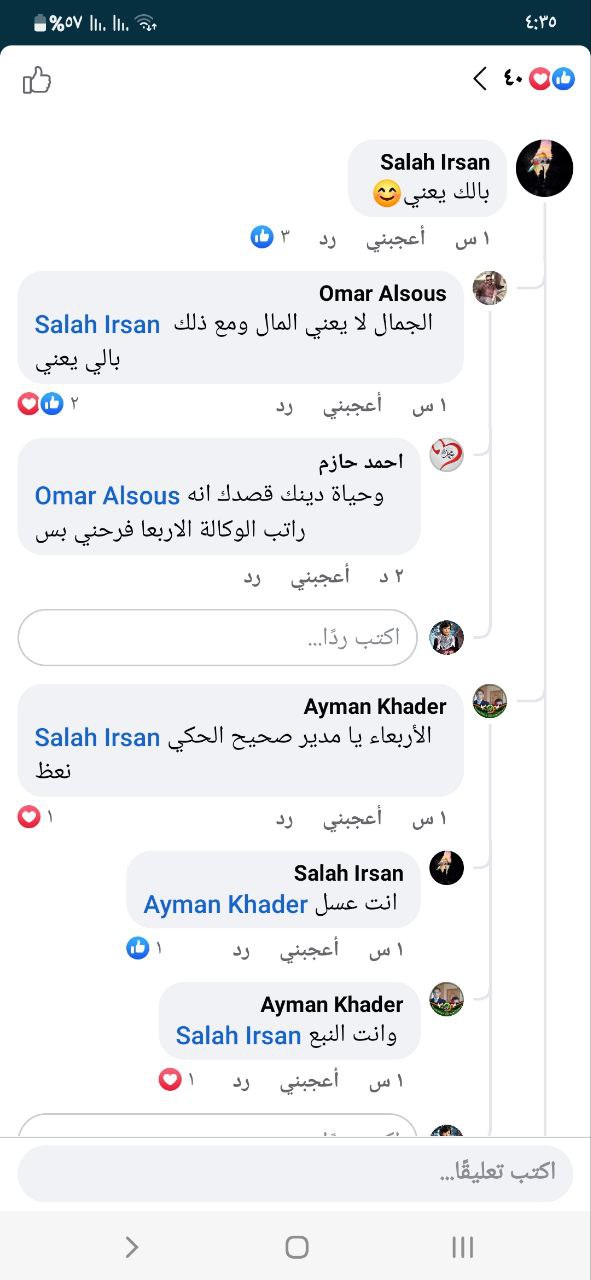 %٥٧ ٤:٣٥
٤٠
Salah Irsan
بالك يعني😊
١ س أعجبني رد ٣
Omar Alsous
Salah Irsan الجمال لا يعني المال ومع ذلك
بالي يعني
١ س أعجبني رد ٢
احمد حازم
Omar Alsous وحياة دينك قصدك انه
راتب الوكالة الاربعا فرحني بس
٢ د أعجبني رد
اكتب ردًا...
Ayman Khader
Salah Irsan الأربعاء يا مدير صحيح الحكي
نعظ
١ س أعجبني رد ١
Salah Irsan
Ayman Khader انت عسل
١ س أعجبني رد ١
Ayman Khader
Salah Irsan وانت النبع
١ س أعجبني رد ١
اكتب تعليقًا...